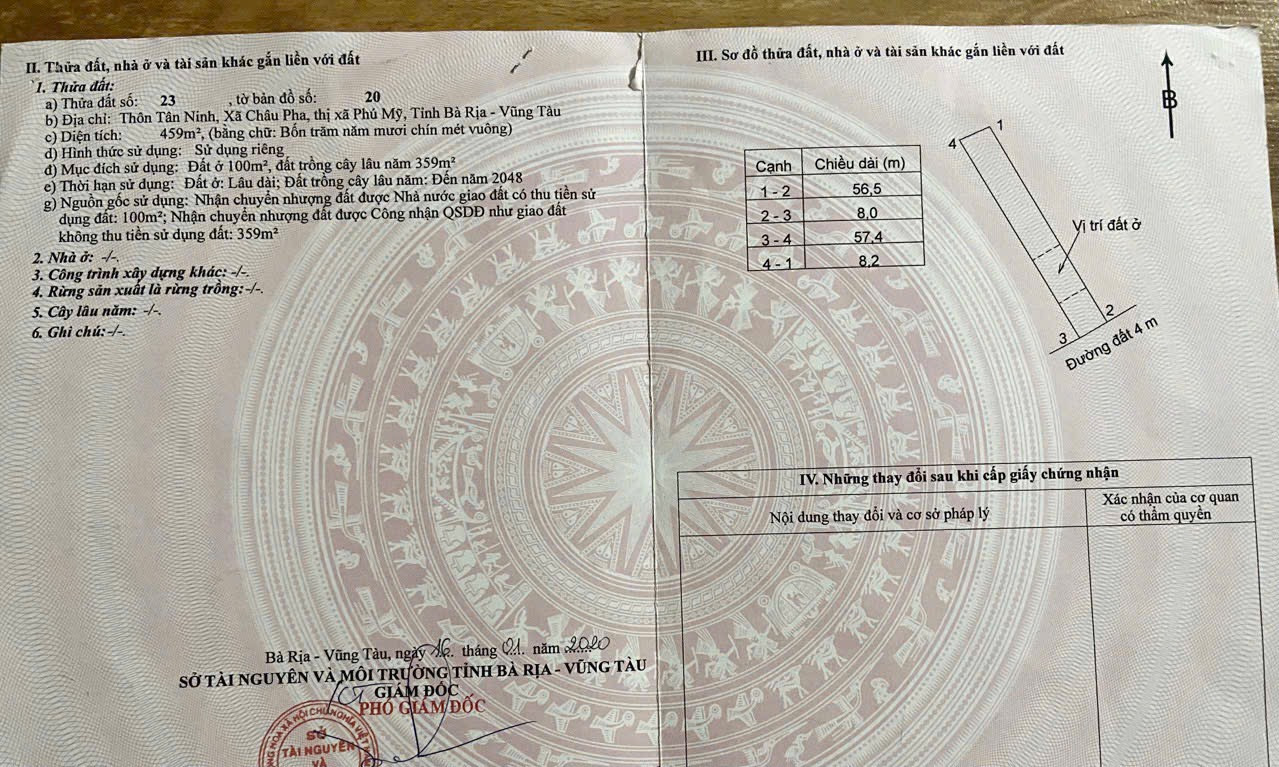 II. Thửa đất, nhà ở và tài sản khác gắn liền với đất
1. Thửa đất:
a) Thửa đất số: 23 , tờ bản đồ số: 20
b) Địa chỉ: Thôn Tân Ninh, Xã Châu Pha, thị xã Phú Mỹ, Tỉnh Bà Rịa - Vũng Tàu
c) Diện tích: 459m², (bằng chữ: Bốn trăm năm mươi chín mét vuông)
d) Hình thức sử dụng: Sử dụng riêng
đ) Mục đích sử dụng: Đất ở 100m², đất trồng cây lâu năm 359m²
e) Thời hạn sử dụng: Đất ở: Lâu dài; Đất trồng cây lâu năm: Đến năm 2048
g) Nguồn gốc sử dụng: Nhận chuyển nhượng đất được Nhà nước giao đất có thu tiền sử
dụng đất: 100m²; Nhận chuyển nhượng đất được Công nhận QSDĐ như giao đất
không thu tiền sử dụng đất: 359m²
2. Nhà ở: -/-.
3. Công trình xây dựng khác: -/-.
4. Rừng sản xuất là rừng trồng: -/-.
5. Cây lâu năm: -/-.
6. Ghi chú: -/-.
Bà Rịa - Vũng Tàu, ngày 16 tháng 01 năm 2020
SỞ TÀI NGUYÊN VÀ MÔI TRƯỜNG TỈNH BÀ RỊA - VŨNG TÀU
KT GIÁM ĐỐC
PHÓ GIÁM ĐỐC
SỞ
TÀI NGUYÊN
VÀ
III. Sơ đồ thửa đất, nhà ở và tài sản khác gắn liền với đất
B
Cạnh Chiều dài (m)
1 - 2 56,5
2 - 3 8,0
3 - 4 57,4
4 - 1 8,2
1
4
Vị trí đất ở
2
3
Đường đất 4 m
IV. Những thay đổi sau khi cấp giấy chứng nhận
Nội dung thay đổi và cơ sở pháp lý
Xác nhận của cơ quan
có thẩm quyền